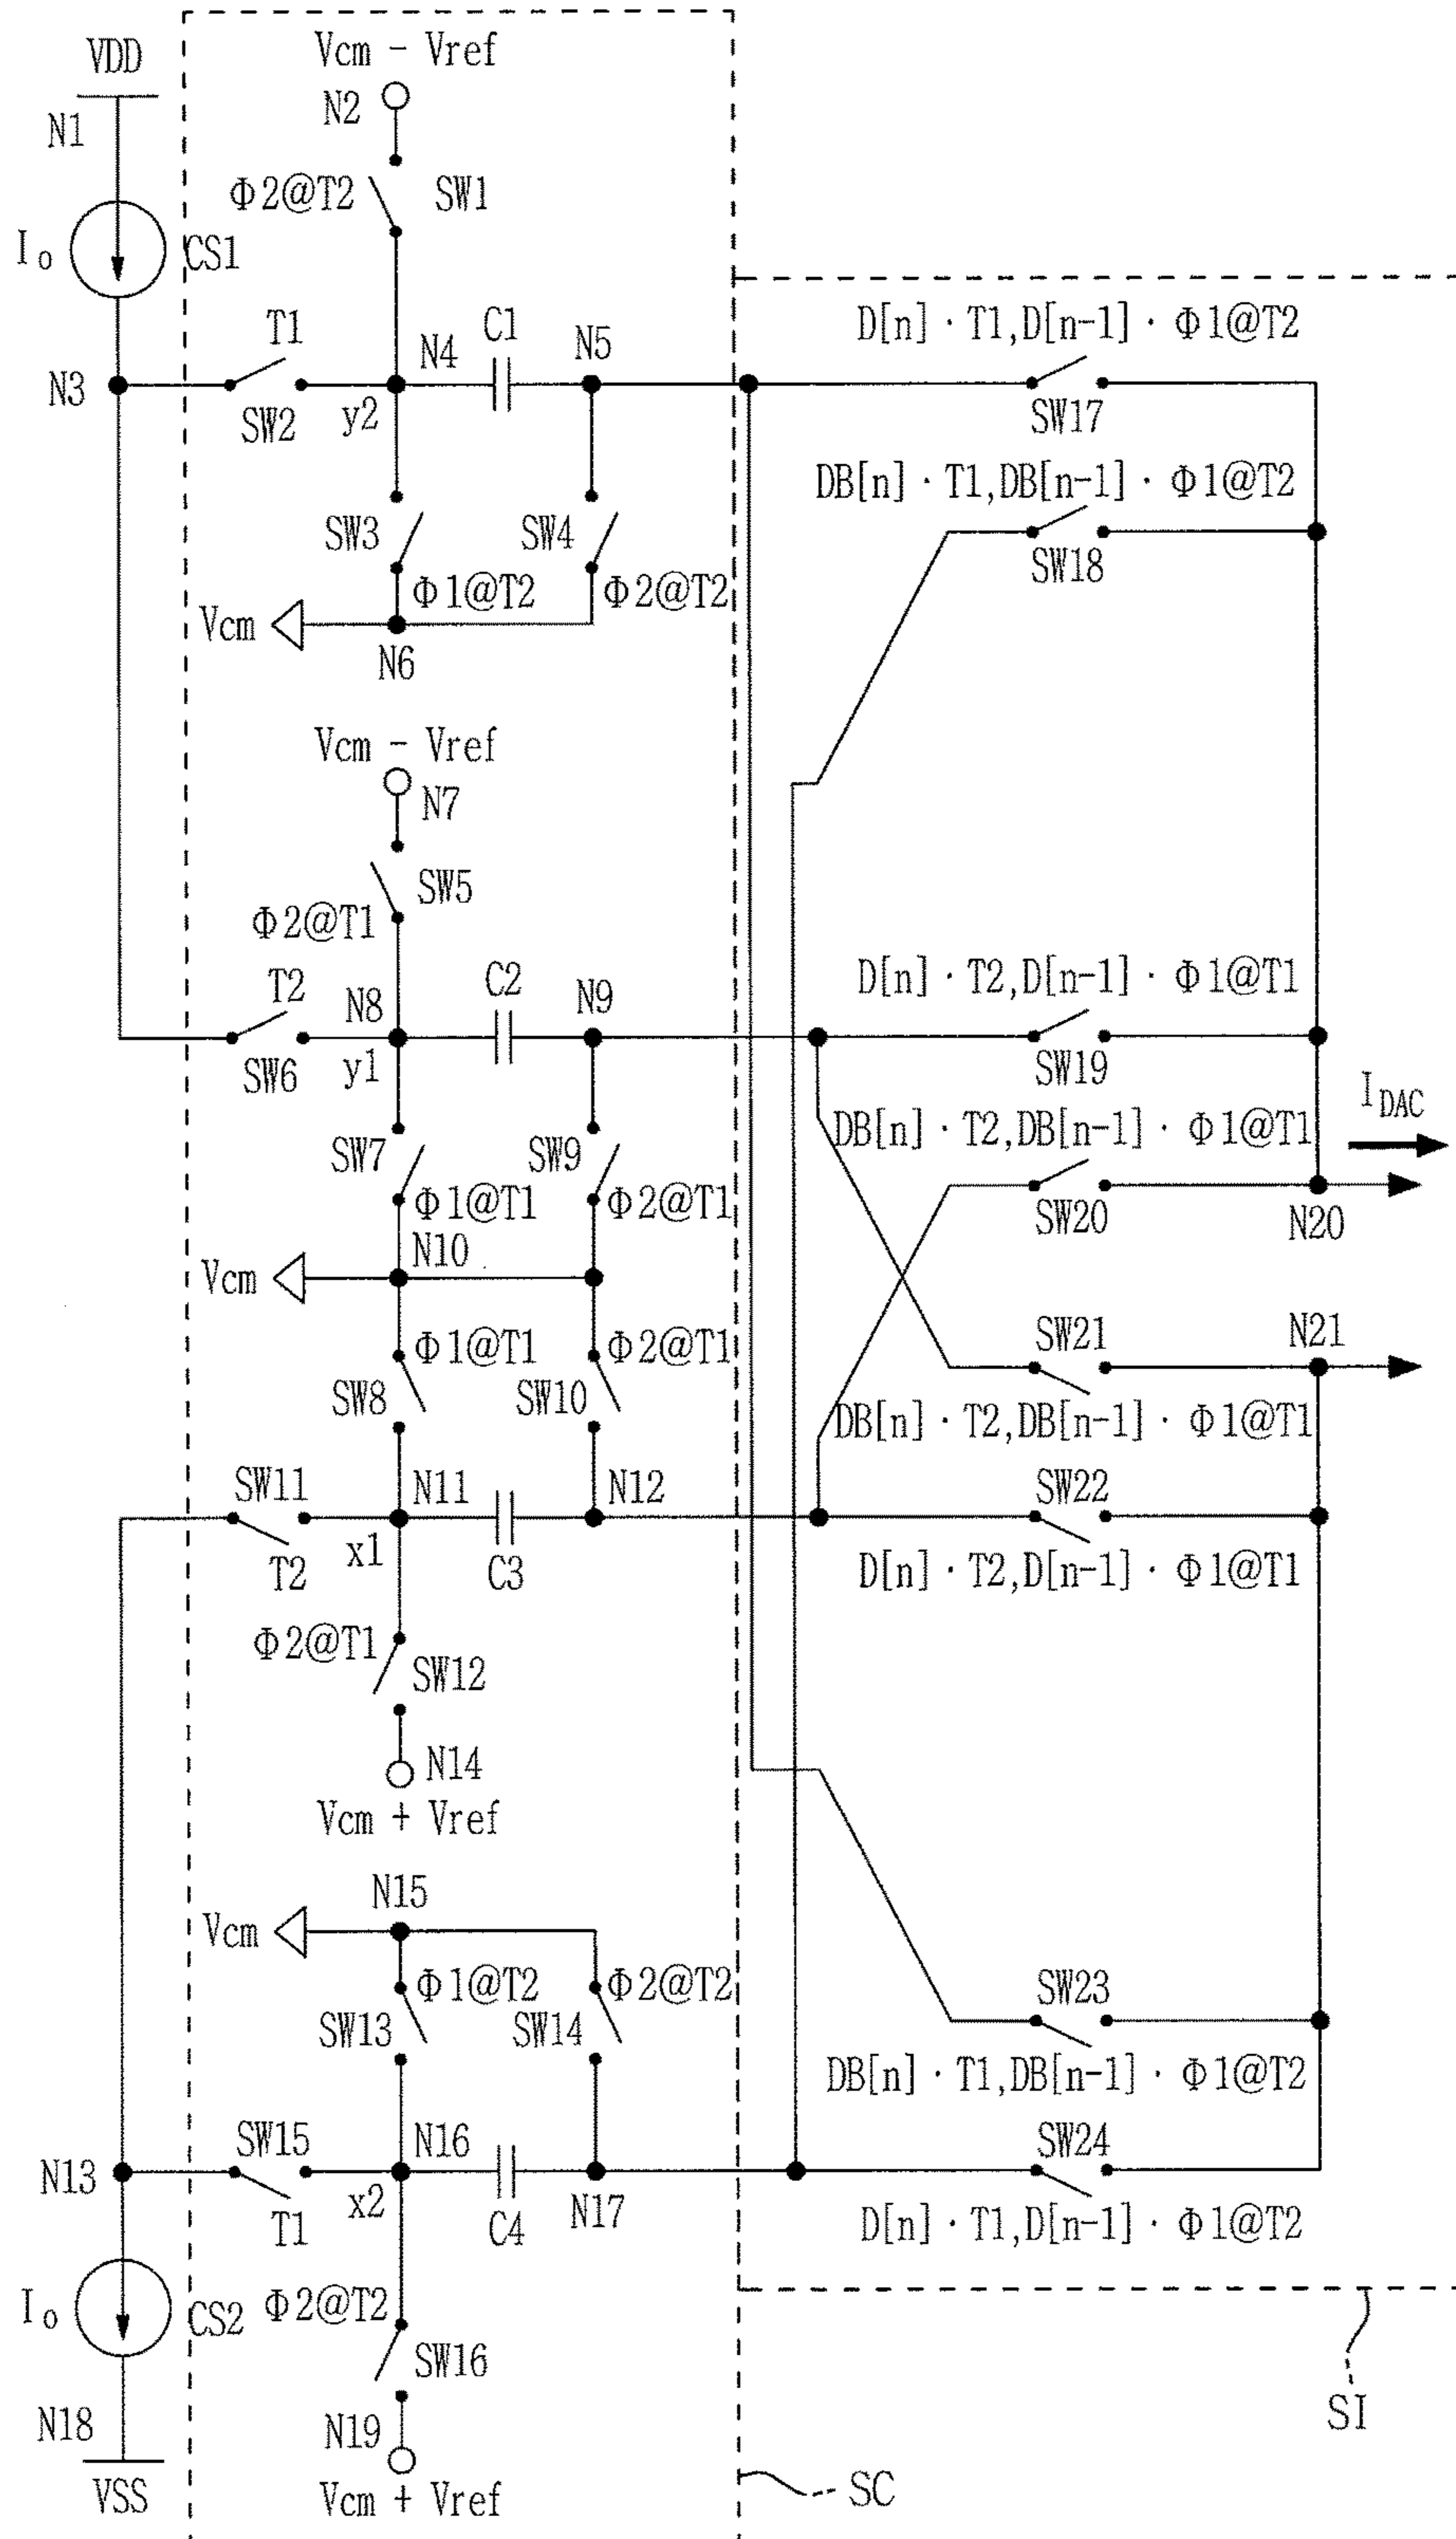 VDD
Vcm - Vref
N1
N2
Φ2@T2
SW1
Io
CS1
T1
N4
C1
N5
D[n] · T1,D[n-1] · Φ1@T2
N3
SW2
y2
SW17
DB[n] · T1,DB[n-1] · Φ1@T2
SW3
SW4
SW18
Φ1@T2
Φ2@T2
Vcm
N6
Vcm - Vref
N7
SW5
Φ2@T1
T2
N8
C2
N9
D[n] · T2,D[n-1] · Φ1@T1
SW6
y1
SW19
IDAC
DB[n] · T2,DB[n-1] · Φ1@T1
SW7
SW9
Φ1@T1
Φ2@T1
SW20
N20
N10
Vcm
Φ1@T1
Φ2@T1
SW21
N21
SW8
SW10
DB[n] · T2,DB[n-1] · Φ1@T1
SW11
N11
N12
SW22
T2
x1
C3
D[n] · T2,D[n-1] · Φ1@T1
Φ2@T1
SW12
N14
Vcm + Vref
N15
Vcm
Φ1@T2
Φ2@T2
SW23
SW13
SW14
DB[n] · T1,DB[n-1] · Φ1@T2
SW15
N16
SW24
N13
T1
x2
C4
N17
D[n] · T1,D[n-1] · Φ1@T2
Io
CS2
Φ2@T2
SW16
SI
N18
N19
VSS
Vcm + Vref
SC